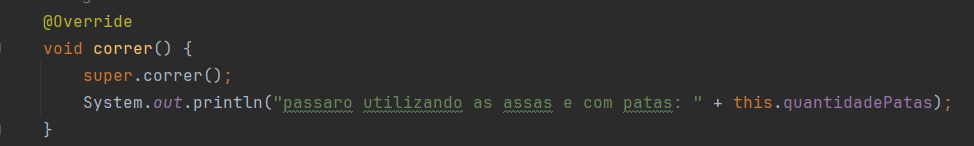 @Override
void correr() {
super.correr();
System.out.println("passaro utilizando as assas e com patas: " + this.quantidadePatas);
}